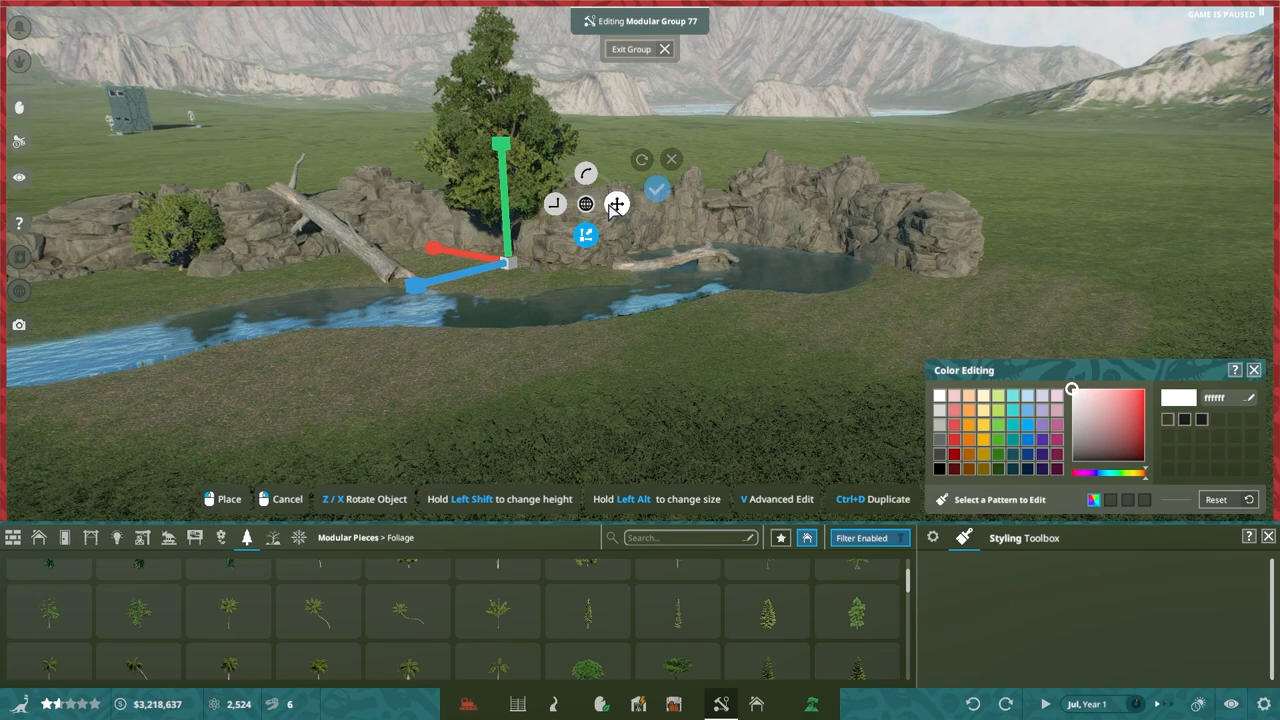 Editing Modular Group 77
GAME IS PAUSED
Exit Group
?
Color Editing
?
ffffff
Place
Cancel
Z / X Rotate Object
Hold Left Shift to change height
Hold Left Alt to change size
V Advanced Edit
Ctrl+D Duplicate
Select a Pattern to Edit
Reset
Modular Pieces > Foliage
Search...
Filter Enabled
Styling Toolbox
?
$3,218,637
2,524
6
Jul, Year 1